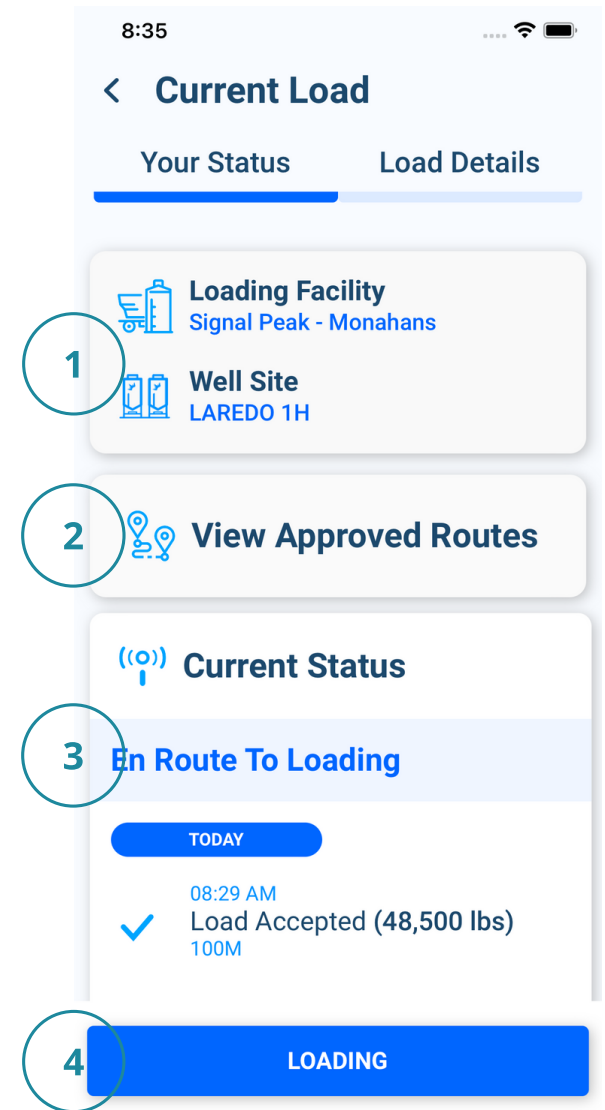 8:35
Current Load
Your Status Load Details
Loading Facility
Signal Peak - Monahans
1
Well Site
LAREDO 1H
2 View Approved Routes
Current Status
3 En Route To Loading
TODAY
08:29 AM
Load Accepted (48,500 lbs)
100M
4 LOADING